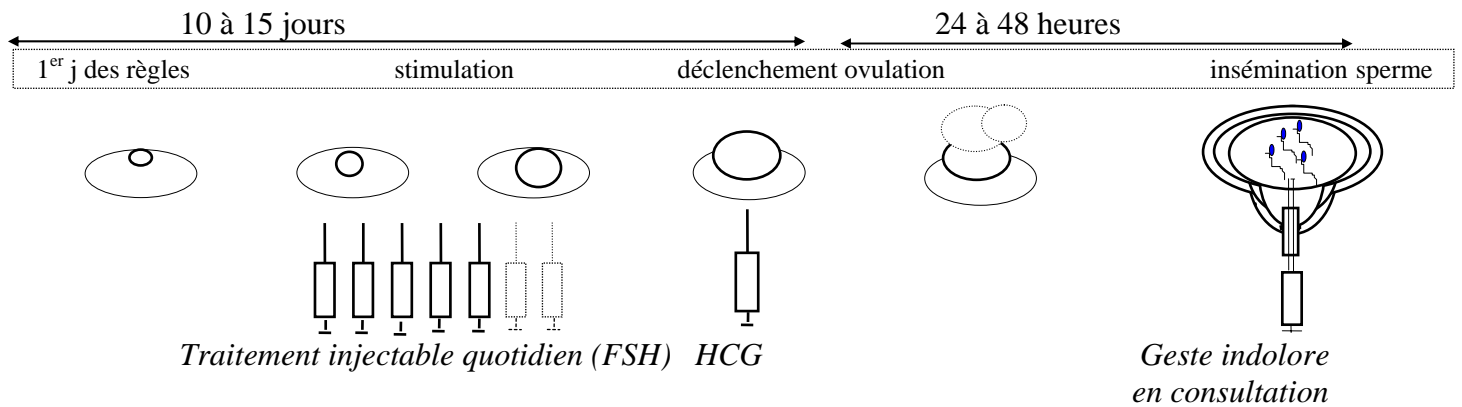 10 à 15 jours 24 à 48 heures
1er j des règles stimulation déclenchement ovulation insémination sperme
Traitement injectable quotidien (FSH) HCG Geste indolore
en consultation